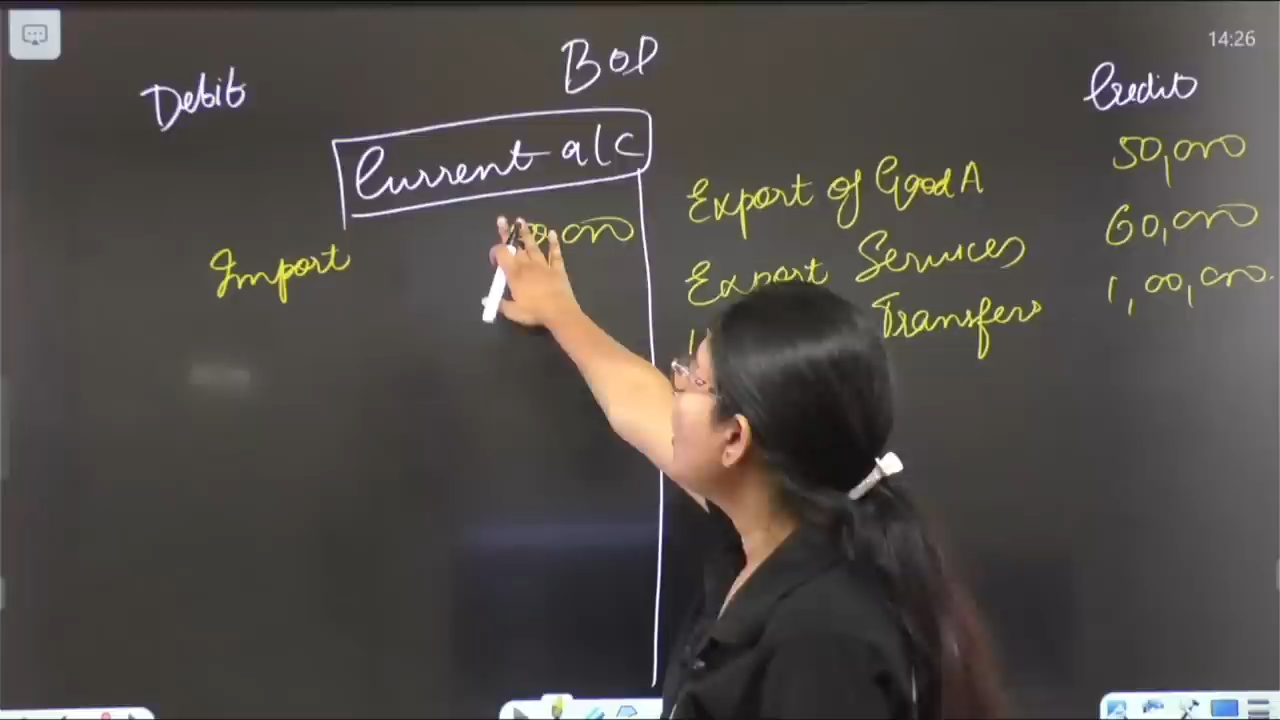 14:26
BOP
Debit
Credit
Current a/c
Export of Good A 50,000
Import
Export Services 60,000
Transfers 1,00,000